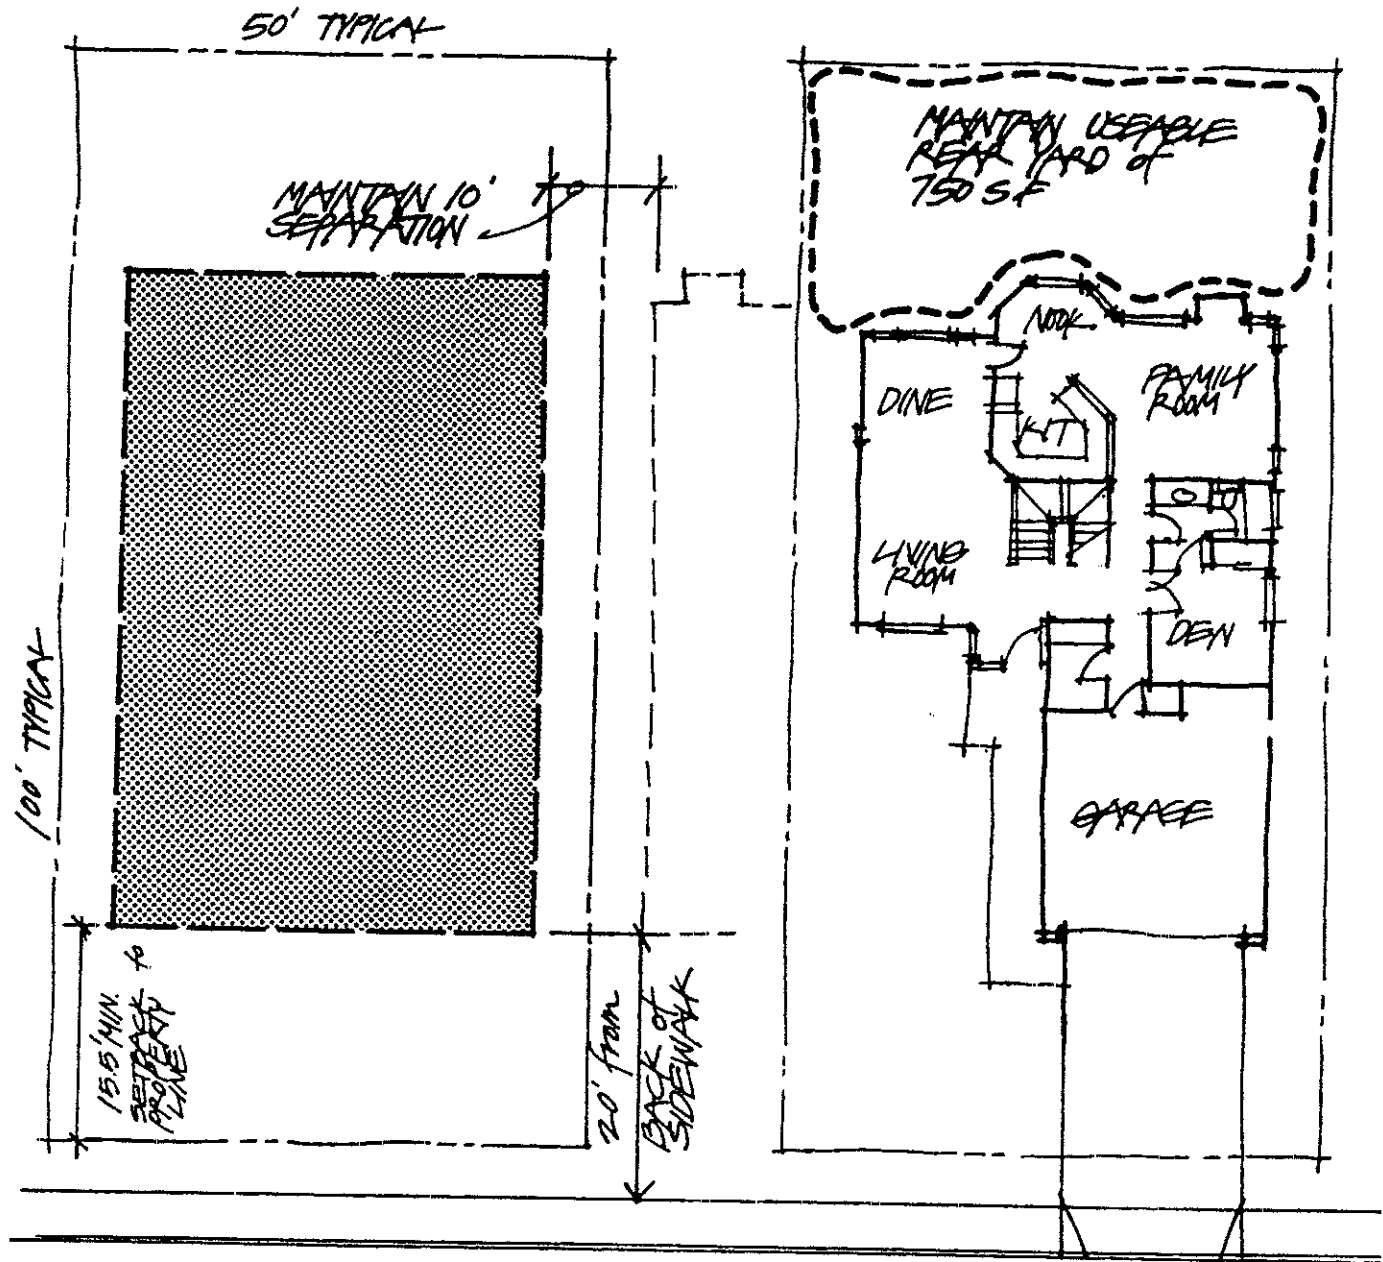 50' TYPICAL
MAINTAIN 10'
SEPARATION
100' TYPICAL
15.5' MIN.
SETBACK to
PROPERTY
LINE
20' from
BACK of
SIDEWALK
MAINTAIN USEABLE
REAR YARD of
750 S F
NOOK
DINE
KIT
FAMILY
ROOM
LIVING
ROOM
DEN
GARAGE